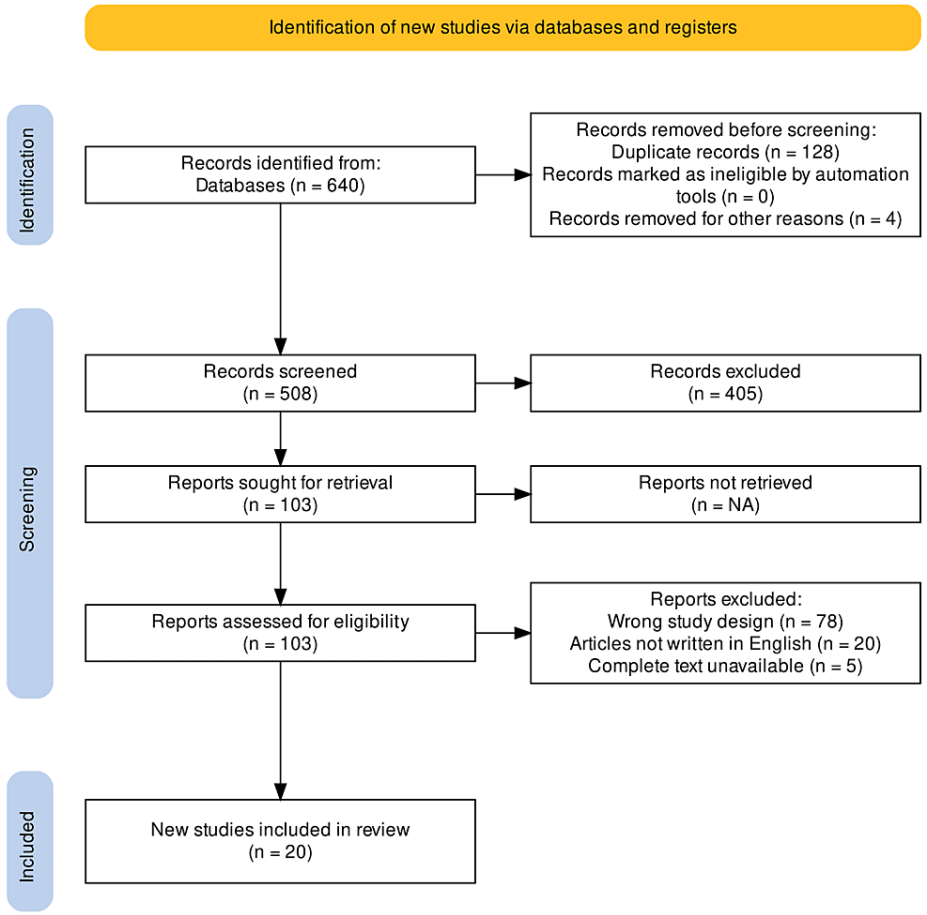 Identification of new studies via databases and registers
Identification
Records identified from:
Databases (n = 640)
Records removed before screening:
Duplicate records (n = 128)
Records marked as ineligible by automation
tools (n = 0)
Records removed for other reasons (n = 4)
Screening
Records screened
(n = 508)
Records excluded
(n = 405)
Reports sought for retrieval
(n = 103)
Reports not retrieved
(n = NA)
Reports assessed for eligibility
(n = 103)
Reports excluded:
Wrong study design (n = 78)
Articles not written in English (n = 20)
Complete text unavailable (n = 5)
Included
New studies included in review
(n = 20)